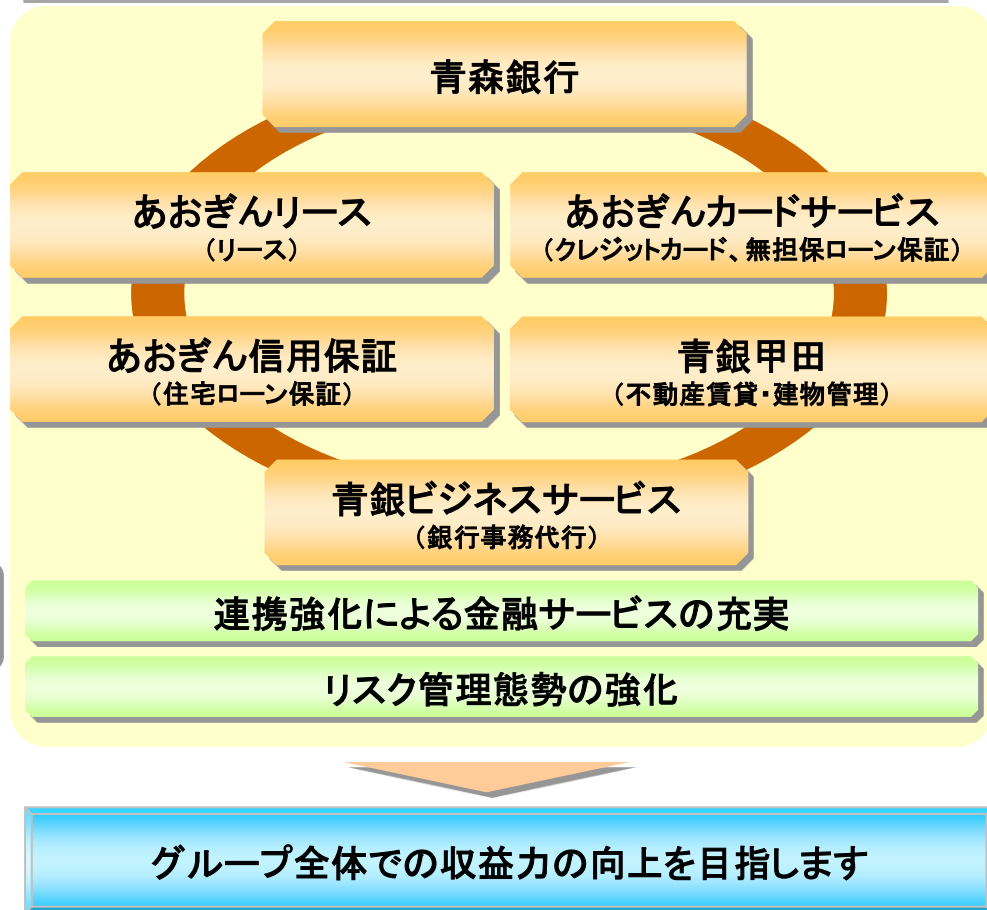 青森銀行
あおぎんリース
（リース）
あおぎんカードサービス
（クレジットカード、無担保ローン保証）
あおぎん信用保証
（住宅ローン保証）
青銀甲田
（不動産賃貸・建物管理）
青銀ビジネスサービス
（銀行事務代行）
連携強化による金融サービスの充実
リスク管理態勢の強化
グループ全体での収益力の向上を目指します